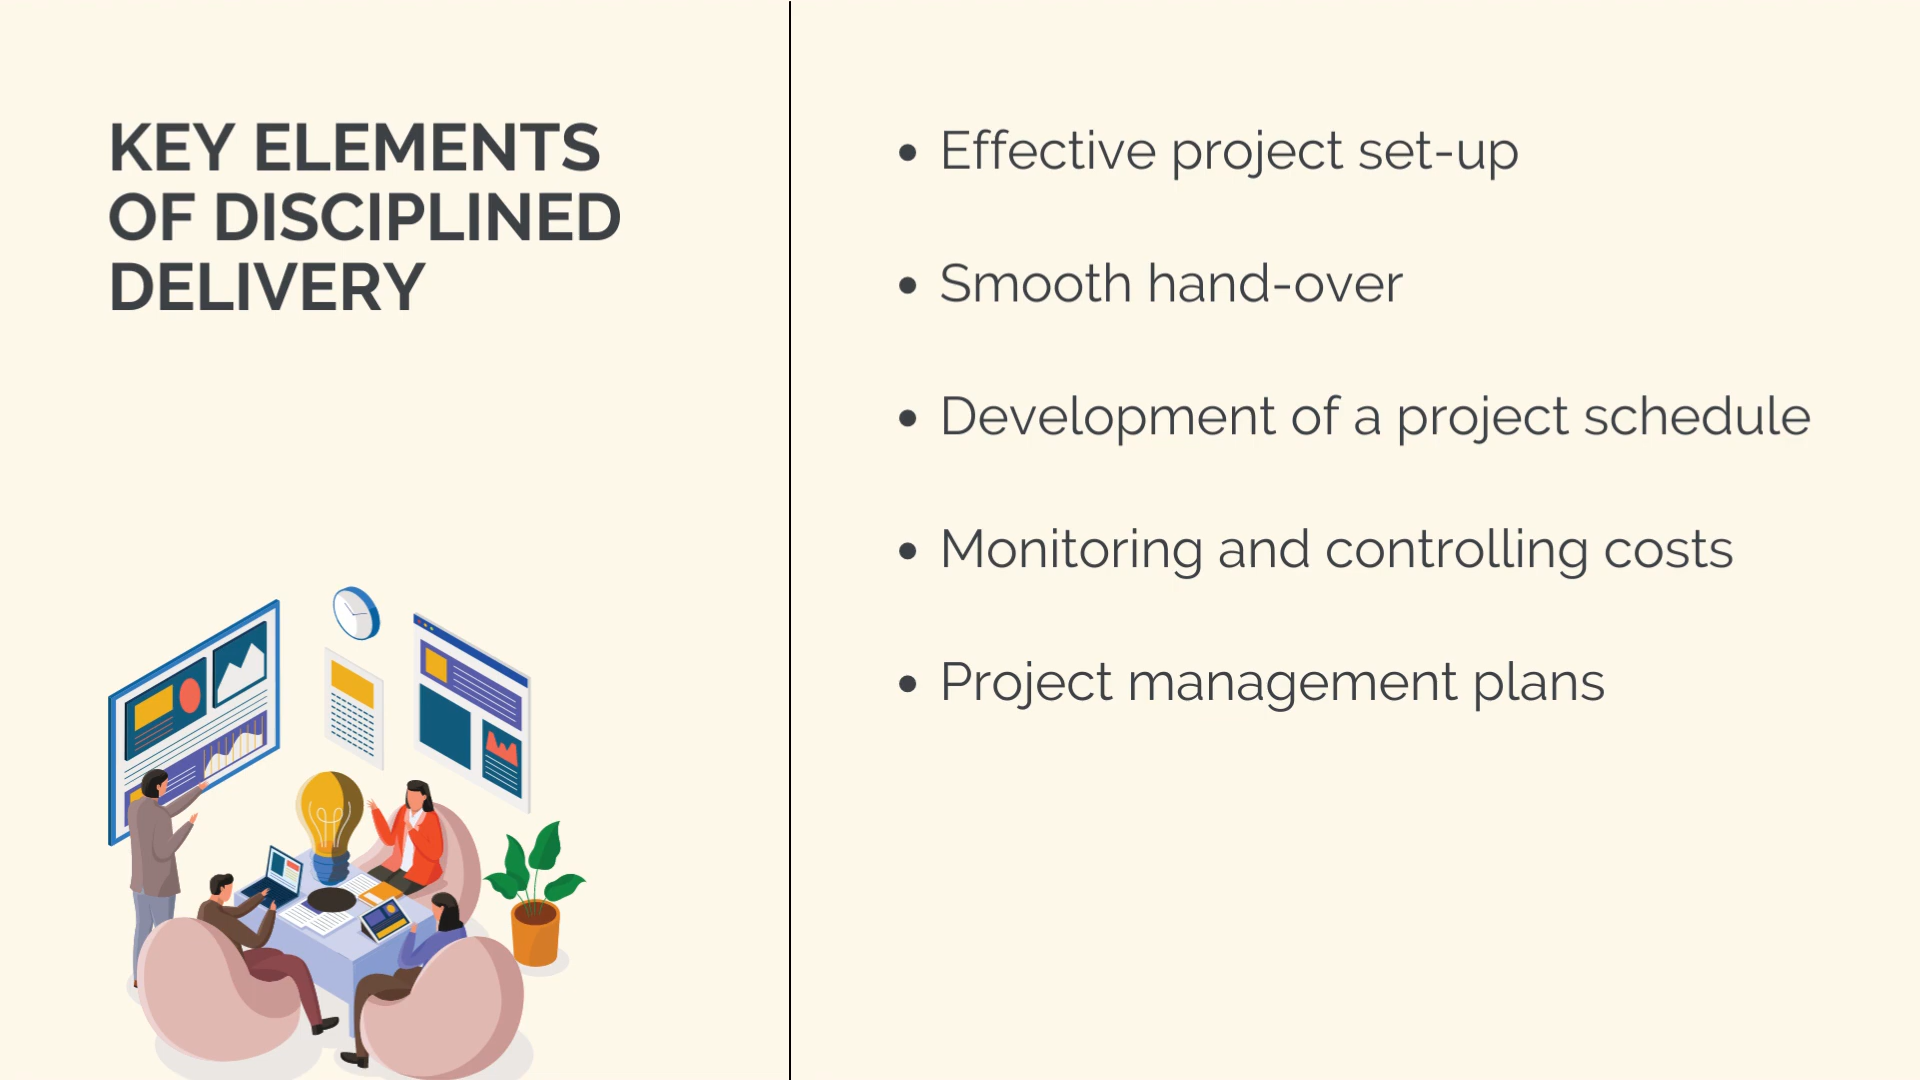 KEY ELEMENTS
OF DISCIPLINED
DELIVERY
• Effective project set-up
• Smooth hand-over
• Development of a project schedule
• Monitoring and controlling costs
• Project management plans